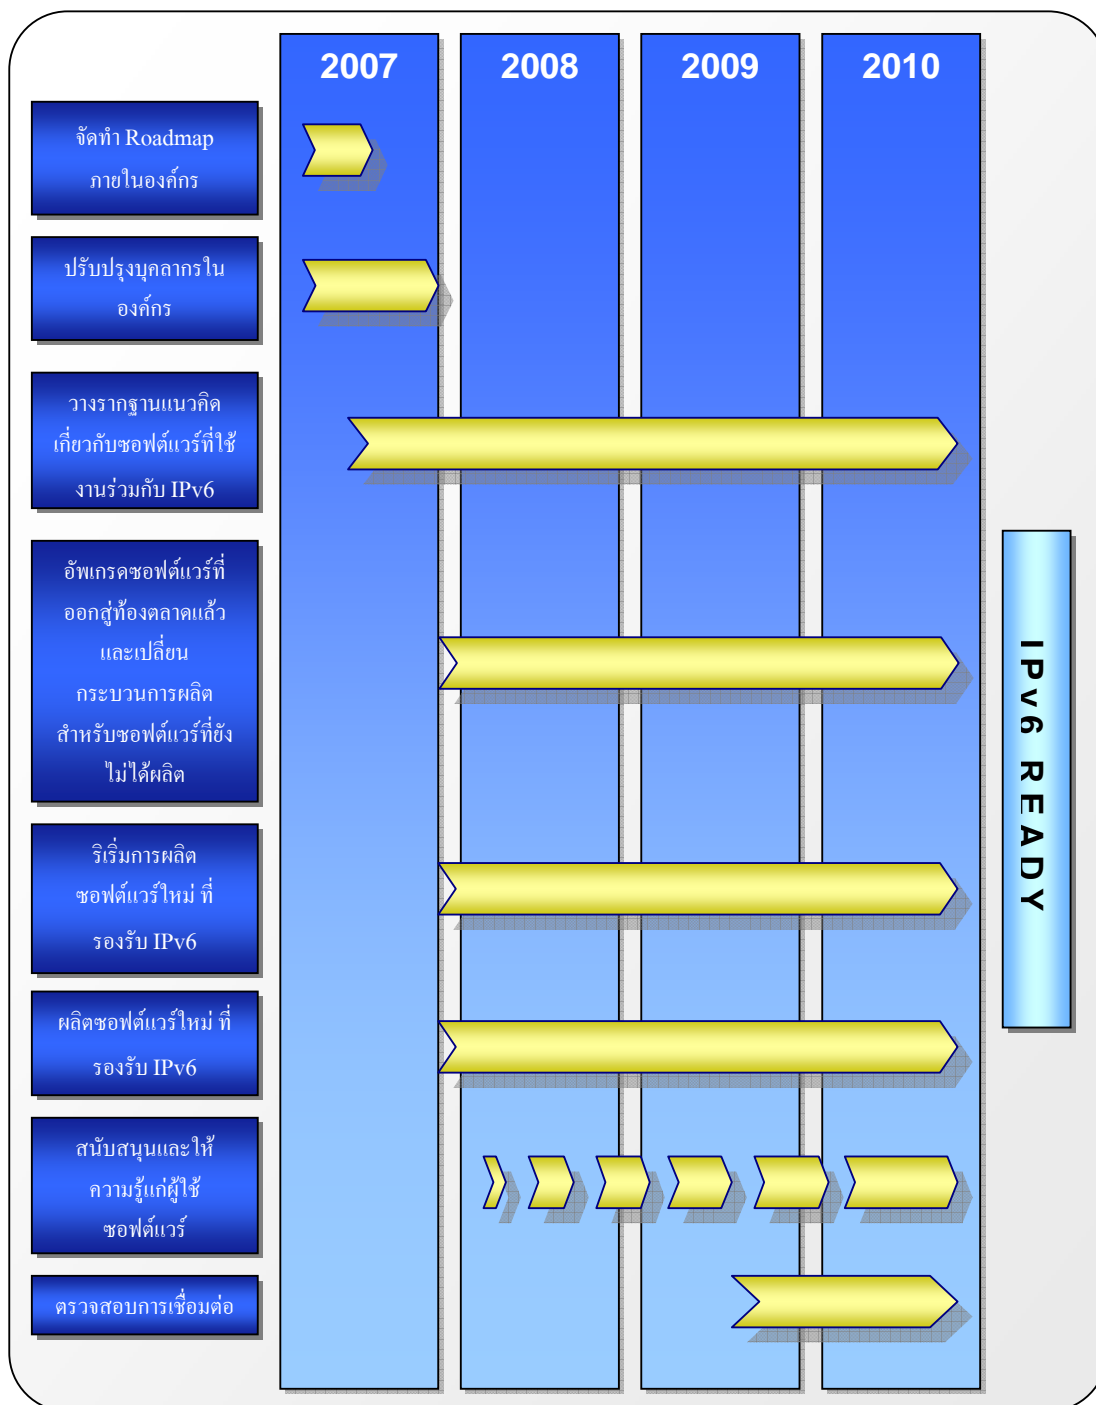 2007
2008
2009
2010
จัดทำ Roadmap
ภายในองค์กร
ปรับปรุงบุคลากรใน
องค์กร
วางรากฐานแนวคิด
เกี่ยวกับซอฟต์แวร์ที่ใช้
งานร่วมกับ IPv6
อัพเกรดซอฟต์แวร์ที่
ออกสู่ท้องตลาดแล้ว
และเปลี่ยน
กระบวนการผลิต
สำหรับซอฟต์แวร์ที่ยัง
ไม่ได้ผลิต
ริเริ่มการผลิต
ซอฟต์แวร์ใหม่ ที่
รองรับ IPv6
ผลิตซอฟต์แวร์ใหม่ ที่
รองรับ IPv6
สนับสนุนและให้
ความรู้แก่ผู้ใช้
ซอฟต์แวร์
ตรวจสอบการเชื่อมต่อ
IPv6 READY